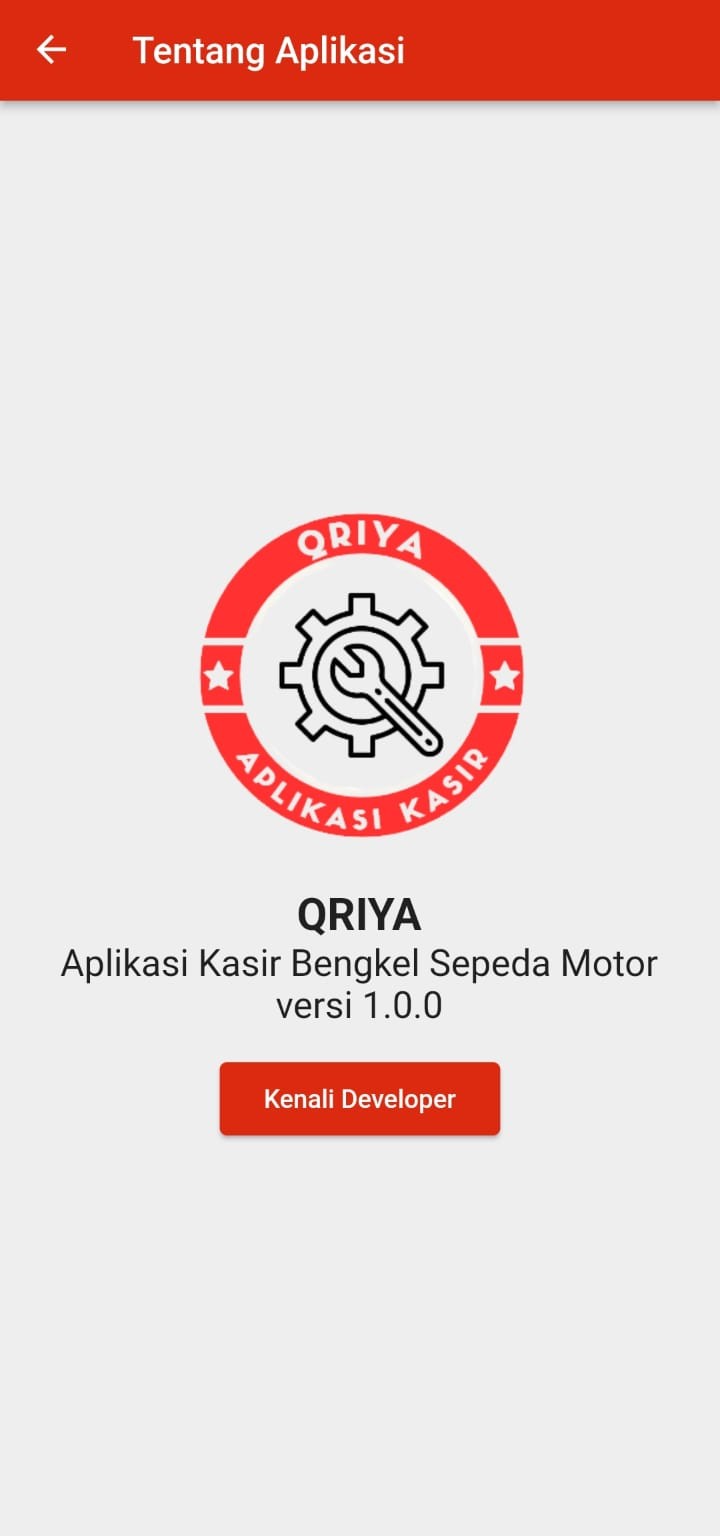 Tentang Aplikasi
QRIYA
APLIKASI KASIR
QRIYA
Aplikasi Kasir Bengkel Sepeda Motor
versi 1.0.0
Kenali Developer